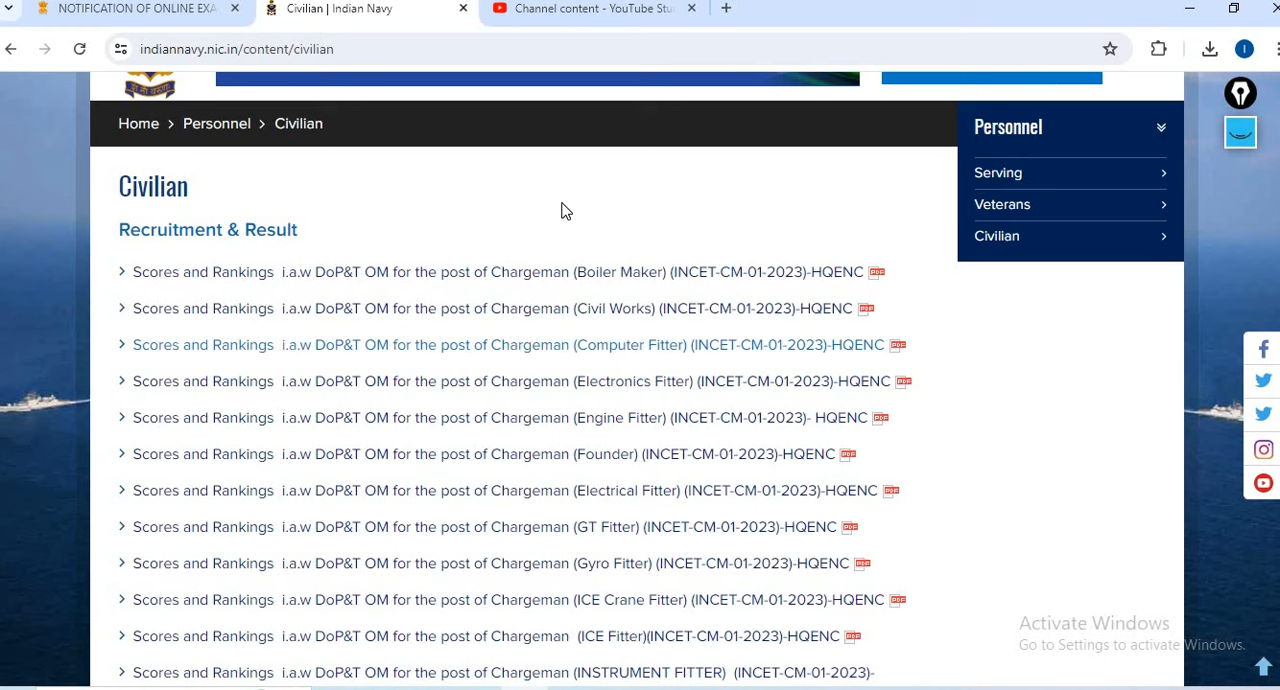 NOTIFICATION OF ONLINE EXA
Civilian | Indian Navy
Channel content - YouTube Stu
indiannavy.nic.in/content/civilian
I
Home > Personnel > Civilian
Personnel
Serving
Veterans
Civilian
Civilian
Recruitment & Result
Scores and Rankings i.a.w DoP&T OM for the post of Chargeman (Boiler Maker) (INCET-CM-01-2023)-HQENC PDF
Scores and Rankings i.a.w DoP&T OM for the post of Chargeman (Civil Works) (INCET-CM-01-2023)-HQENC PDF
Scores and Rankings i.a.w DoP&T OM for the post of Chargeman (Computer Fitter) (INCET-CM-01-2023)-HQENC PDF
Scores and Rankings i.a.w DoP&T OM for the post of Chargeman (Electronics Fitter) (INCET-CM-01-2023)-HQENC PDF
Scores and Rankings i.a.w DoP&T OM for the post of Chargeman (Engine Fitter) (INCET-CM-01-2023)- HQENC PDF
Scores and Rankings i.a.w DoP&T OM for the post of Chargeman (Founder) (INCET-CM-01-2023)-HQENC PDF
Scores and Rankings i.a.w DoP&T OM for the post of Chargeman (Electrical Fitter) (INCET-CM-01-2023)-HQENC PDF
Scores and Rankings i.a.w DoP&T OM for the post of Chargeman (GT Fitter) (INCET-CM-01-2023)-HQENC PDF
Scores and Rankings i.a.w DoP&T OM for the post of Chargeman (Gyro Fitter) (INCET-CM-01-2023)-HQENC PDF
Scores and Rankings i.a.w DoP&T OM for the post of Chargeman (ICE Crane Fitter) (INCET-CM-01-2023)-HQENC PDF
Scores and Rankings i.a.w DoP&T OM for the post of Chargeman (ICE Fitter)(INCET-CM-01-2023)-HQENC PDF
Scores and Rankings i.a.w DoP&T OM for the post of Chargeman (INSTRUMENT FITTER) (INCET-CM-01-2023)-
Activate Windows
Go to Settings to activate Windows.